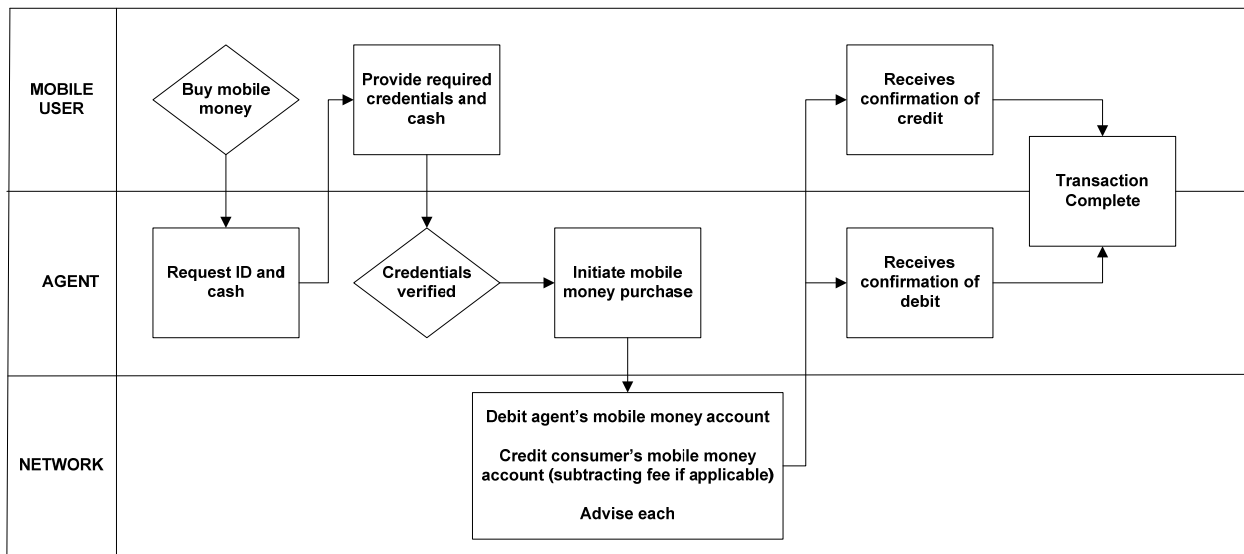 MOBILE
USER
Buy mobile
money
Provide required
credentials and
cash
Receives
confirmation of
credit
Transaction
Complete
AGENT
Request ID and
cash
Credentials
verified
Initiate mobile
money purchase
Receives
confirmation of
debit
NETWORK
Debit agent’s mobile money account
Credit consumer’s mobile money
account (subtracting fee if applicable)
Advise each